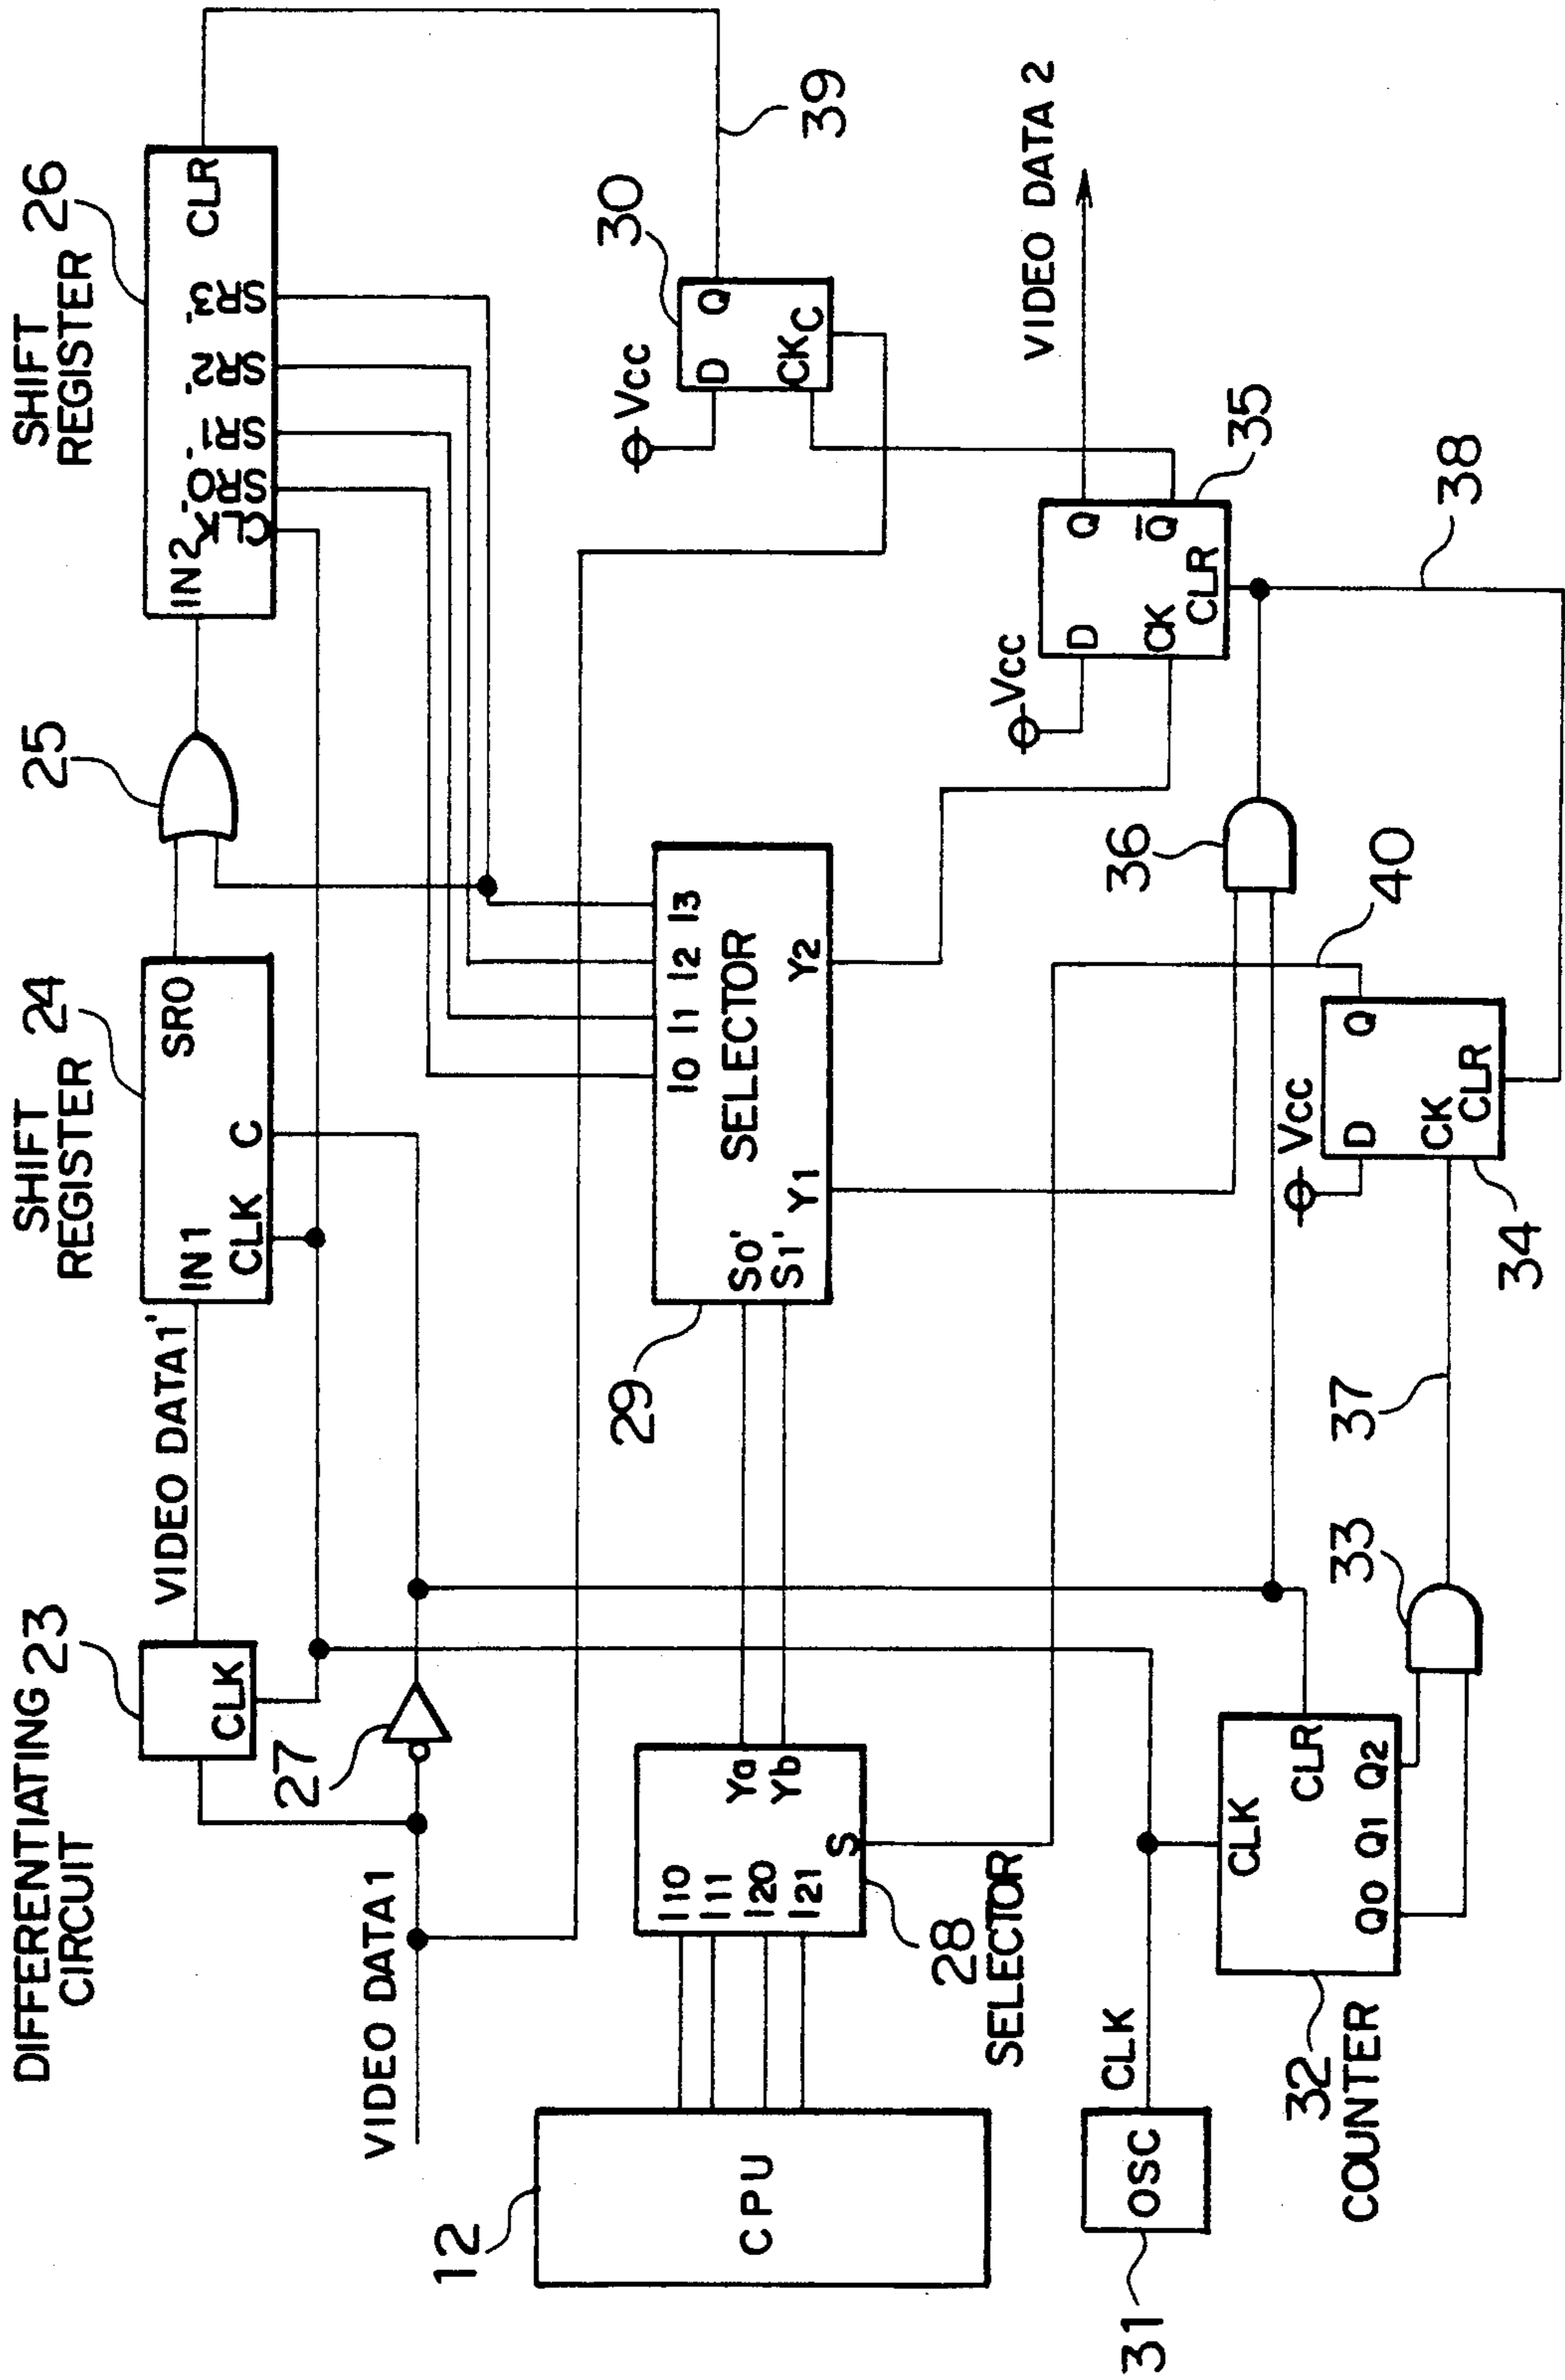 DIFFERENTIATING 23
CIRCUIT
CLK
VIDEO DATA1'
SHIFT
REGISTER 24
IN1
CLK
C
SRO
25
SHIFT
REGISTER 26
IN2
CLK
SR0
SR1
SR2
SR3
CLR
VIDEO DATA1
27
39
12
CPU
I10
I11
I20
I21
Ya
Yb
S
28
SELECTOR
29
S0'
S1'
I0 I1 I2 I3
SELECTOR
Y1
Y2
30
Vcc
D
Q
CK
C
VIDEO DATA 2
31
OSC
CLK
32
COUNTER
CLK
CLR
Q0 Q1 Q2
33
37
34
Vcc
D
Q
CK
CLR
40
36
35
Vcc
D
Q
CK
Q̅
CLR
38